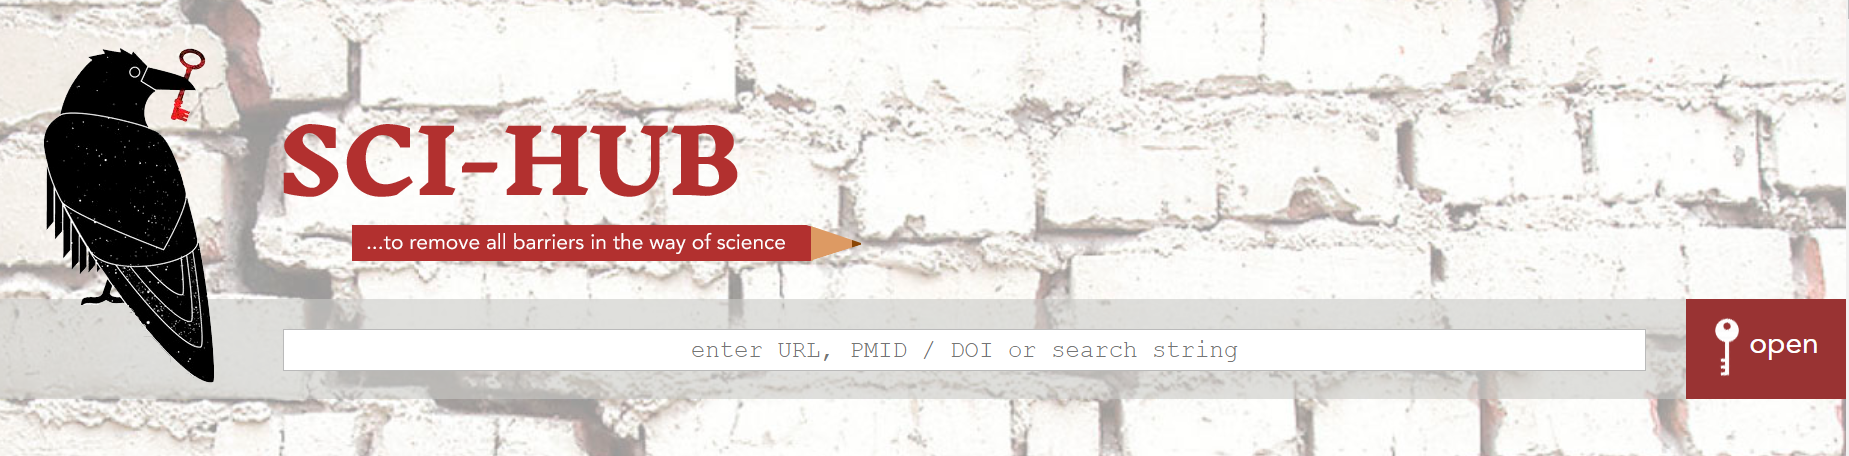 SCI-HUB
...to remove all barriers in the way of science
enter URL, PMID / DOI or search string
open